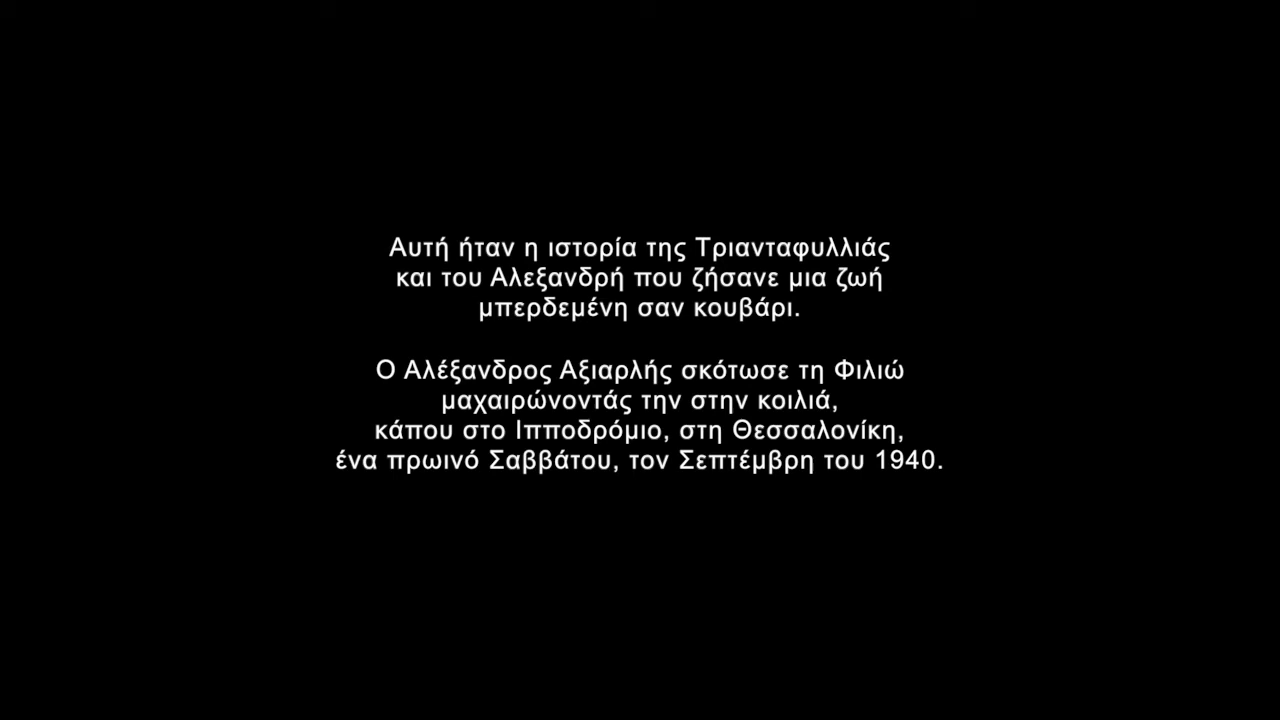 Αυτή ήταν η ιστορία της Τριανταφυλλιάς
και του Αλεξανδρή που ζήσανε μια ζωή
μπερδεμένη σαν κουβάρι.
Ο Αλέξανδρος Αξιαρλής σκότωσε τη Φιλιώ
μαχαιρώνοντάς την στην κοιλιά,
κάπου στο Ιπποδρόμιο, στη Θεσσαλονίκη,
ένα πρωινό Σαββάτου, τον Σεπτέμβρη του 1940.